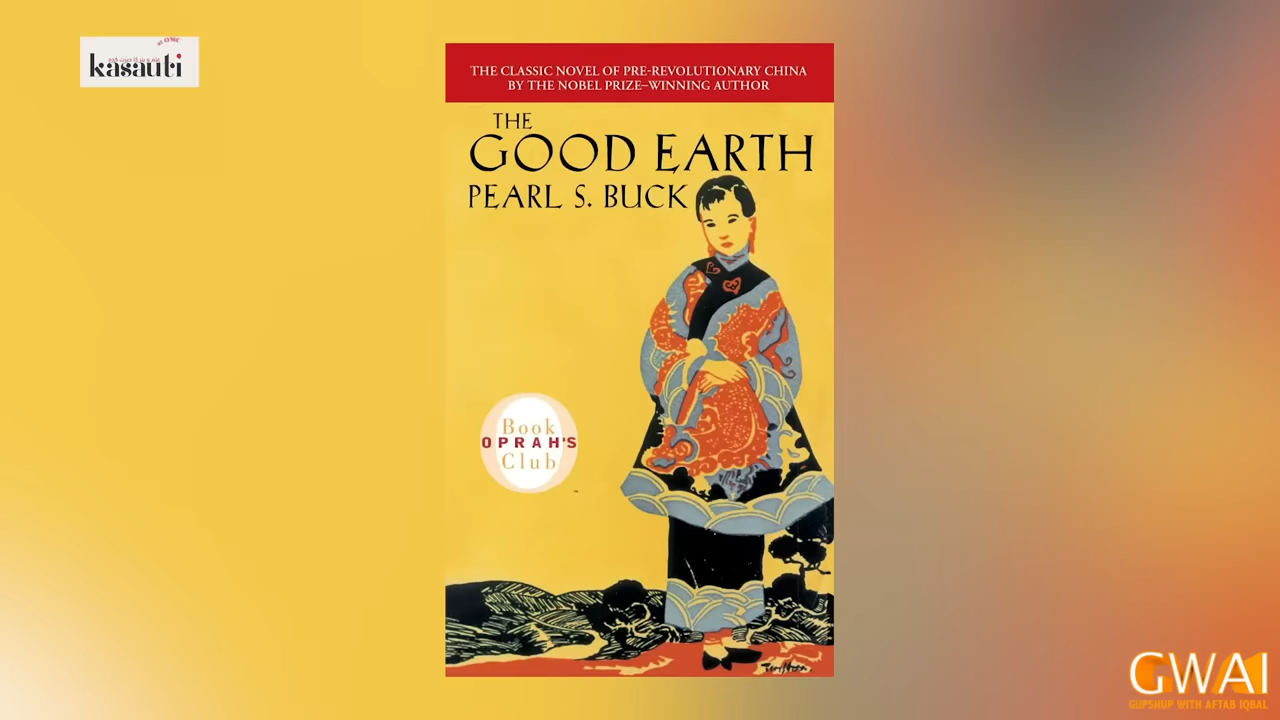 kasauti
THE CLASSIC NOVEL OF PRE-REVOLUTIONARY CHINA
BY THE NOBEL PRIZE–WINNING AUTHOR
THE
GOOD EARTH
PEARL S. BUCK
Book
OPRAH'S
Club
GWAI
GUPSHUP WITH AFTAB IQBAL